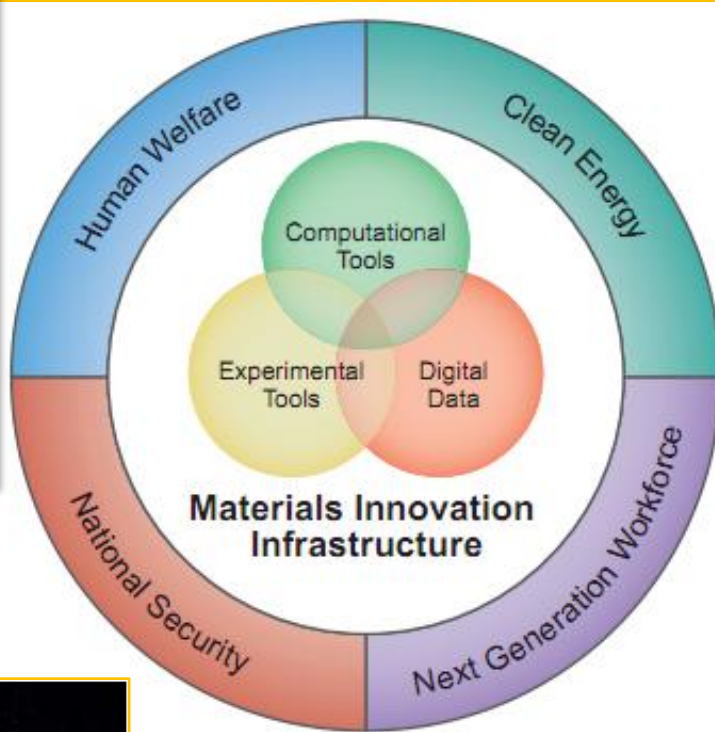 Human Welfare
Clean Energy
Computational
Tools
Experimental
Tools
Digital
Data
Materials Innovation
Infrastructure
National Security
Next Generation Workforce